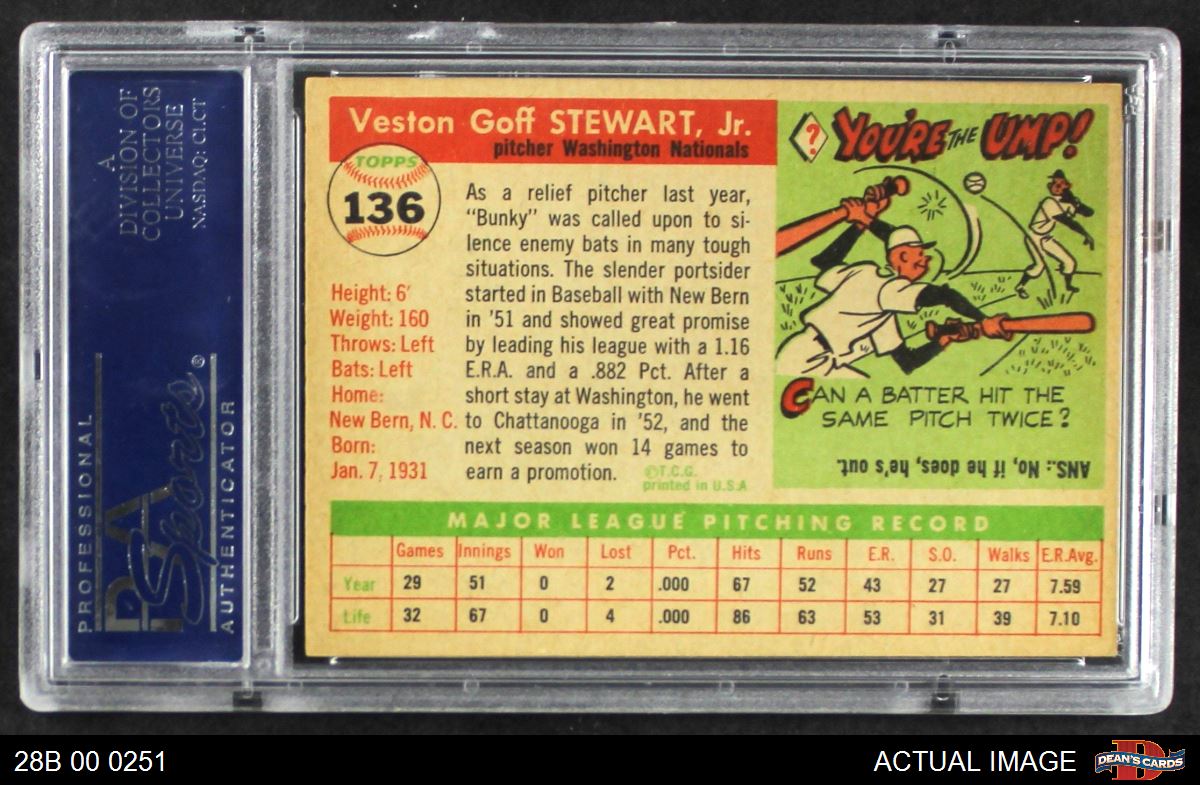 A
DIVISION OF
COLLECTORS
UNIVERSE
NASDAQ: CLCT
PROFESSIONAL
PSA
Sports®
AUTHENTICATOR
Veston Goff STEWART, Jr.
pitcher Washington Nationals
TOPPS
136
Height: 6'
Weight: 160
Throws: Left
Bats: Left
Home:
New Bern, N. C.
Born:
Jan. 7, 1931
As a relief pitcher last year,
"Bunky" was called upon to si-
lence enemy bats in many tough
situations. The slender portsider
started in Baseball with New Bern
in '51 and showed great promise
by leading his league with a 1.16
E.R.A. and a .882 Pct. After a
short stay at Washington, he went
to Chattanooga in '52, and the
next season won 14 games to
earn a promotion.
©T.C.G.
printed in U.S.A
? YOU'RE THE UMP!
CAN A BATTER HIT THE
SAME PITCH TWICE?
ANS.: No, if he does, he's out.
MAJOR LEAGUE PITCHING RECORD
Games Innings Won Lost Pct. Hits Runs E.R. S.O. Walks E.R.Avg.
Year 29 51 0 2 .000 67 52 43 27 27 7.59
Life 32 67 0 4 .000 86 63 53 31 39 7.10
28B 00 0251
ACTUAL IMAGE
D
DEAN'S CARDS